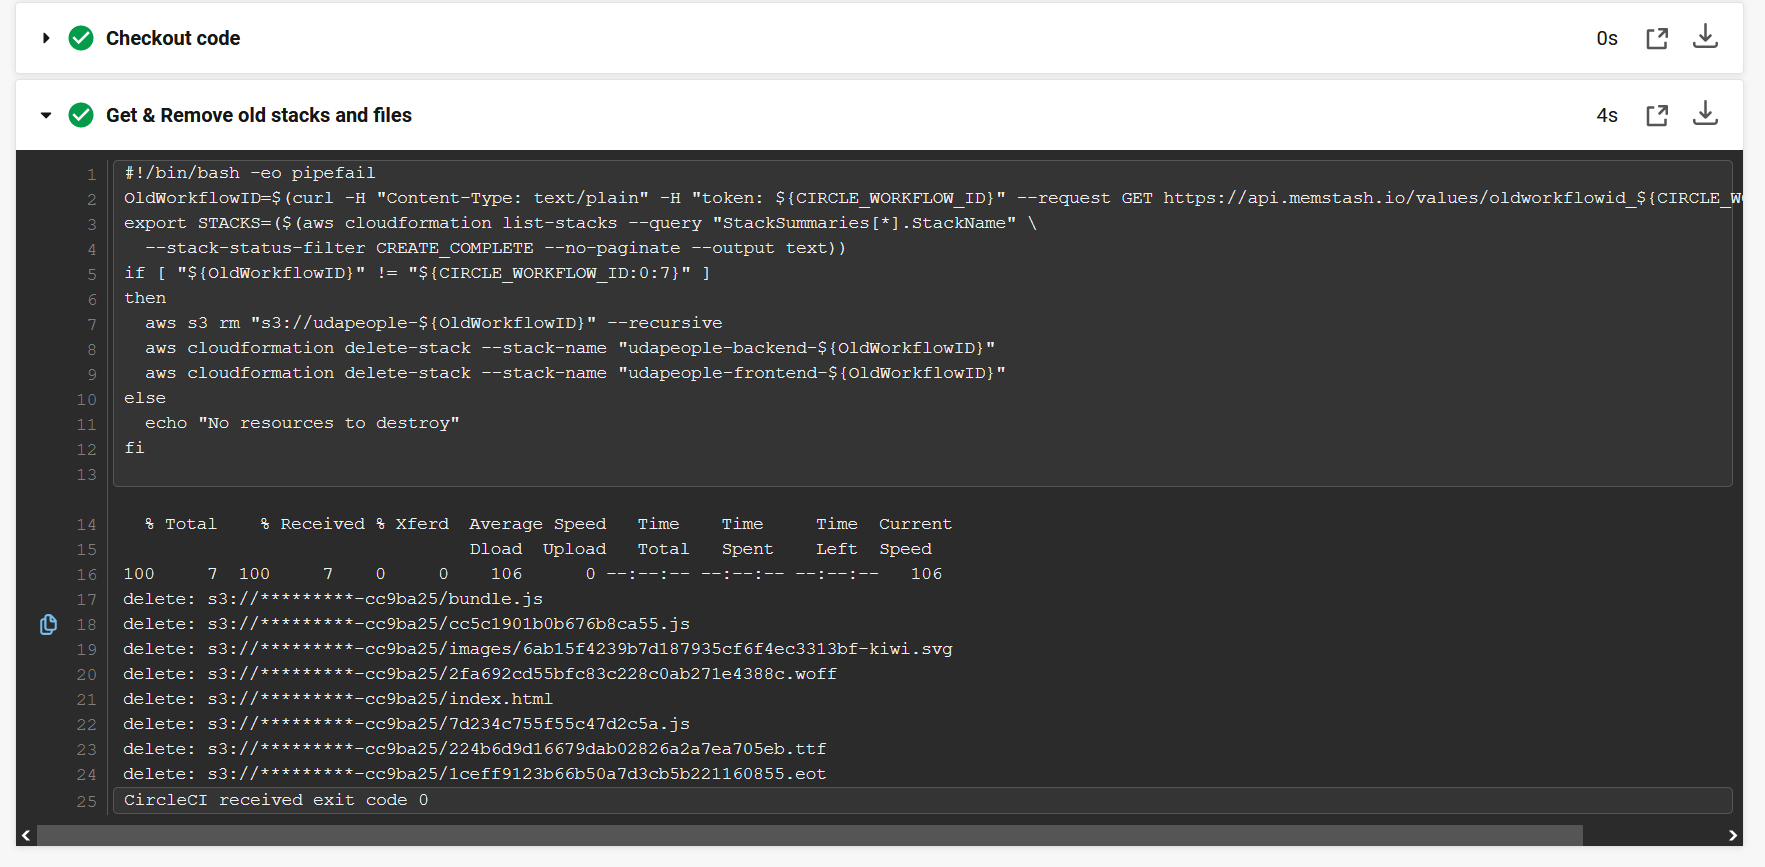 Checkout code 0s
Get & Remove old stacks and files 4s
1 #!/bin/bash -eo pipefail
2 OldWorkflowID=$(curl -H "Content-Type: text/plain" -H "token: ${CIRCLE_WORKFLOW_ID}" --request GET https://api.memstash.io/values/oldworkflowid_${CIRCLE_W
3 export STACKS=($(aws cloudformation list-stacks --query "StackSummaries[*].StackName" \
4 --stack-status-filter CREATE_COMPLETE --no-paginate --output text))
5 if [ "${OldWorkflowID}" != "${CIRCLE_WORKFLOW_ID:0:7}" ]
6 then
7 aws s3 rm "s3://udapeople-${OldWorkflowID}" --recursive
8 aws cloudformation delete-stack --stack-name "udapeople-backend-${OldWorkflowID}"
9 aws cloudformation delete-stack --stack-name "udapeople-frontend-${OldWorkflowID}"
10 else
11 echo "No resources to destroy"
12 fi
13
14 % Total % Received % Xferd Average Speed Time Time Time Current
15 Dload Upload Total Spent Left Speed
16 100 7 100 7 0 0 106 0 --:--:-- --:--:-- --:--:-- 106
17 delete: s3://*********-cc9ba25/bundle.js
18 delete: s3://*********-cc9ba25/cc5c1901b0b676b8ca55.js
19 delete: s3://*********-cc9ba25/images/6ab15f4239b7d187935cf6f4ec3313bf-kiwi.svg
20 delete: s3://*********-cc9ba25/2fa692cd55bfc83c228c0ab271e4388c.woff
21 delete: s3://*********-cc9ba25/index.html
22 delete: s3://*********-cc9ba25/7d234c755f55c47d2c5a.js
23 delete: s3://*********-cc9ba25/224b6d9d16679dab02826a2a7ea705eb.ttf
24 delete: s3://*********-cc9ba25/1ceff9123b66b50a7d3cb5b221160855.eot
25 CircleCI received exit code 0